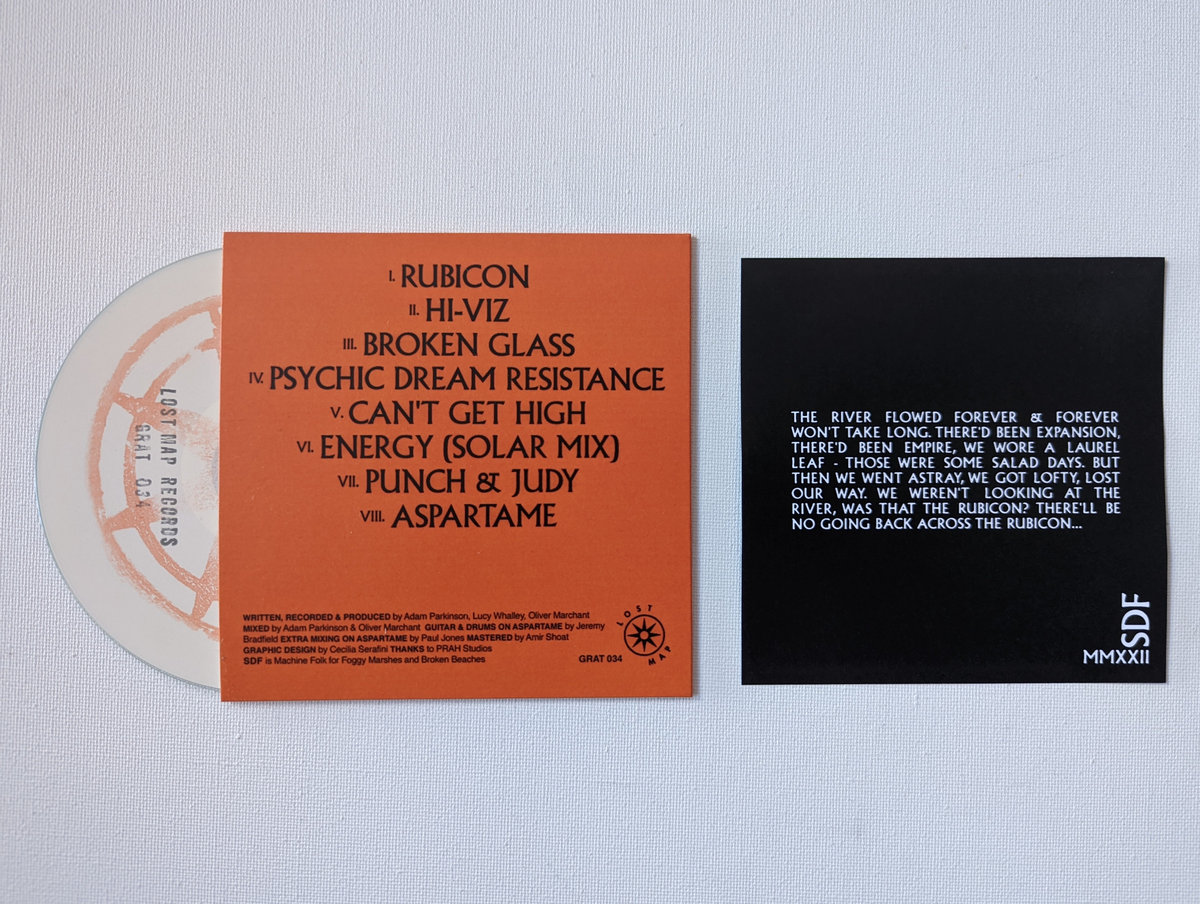 LOST MAP RECORDS
GRAT 034
I. RUBICON
II. HI-VIZ
III. BROKEN GLASS
IV. PSYCHIC DREAM RESISTANCE
V. CAN'T GET HIGH
VI. ENERGY (SOLAR MIX)
VII. PUNCH & JUDY
VIII. ASPARTAME
WRITTEN, RECORDED & PRODUCED by Adam Parkinson, Lucy Whalley, Oliver Marchant
MIXED by Adam Parkinson & Oliver Marchant GUITAR & DRUMS ON ASPARTAME by Jeremy
Bradfield EXTRA MIXING ON ASPARTAME by Paul Jones MASTERED by Amir Shoat
GRAPHIC DESIGN by Cecilia Serafini THANKS to PRAH Studios
SDF is Machine Folk for Foggy Marshes and Broken Beaches
GRAT 034
LOST
MAP
THE RIVER FLOWED FOREVER & FOREVER
WON'T TAKE LONG. THERE'D BEEN EXPANSION,
THERE'D BEEN EMPIRE, WE WORE A LAUREL
LEAF - THOSE WERE SOME SALAD DAYS. BUT
THEN WE WENT ASTRAY, WE GOT LOFTY, LOST
OUR WAY. WE WEREN'T LOOKING AT THE
RIVER, WAS THAT THE RUBICON? THERE'LL BE
NO GOING BACK ACROSS THE RUBICON...
SDF
MMXXII